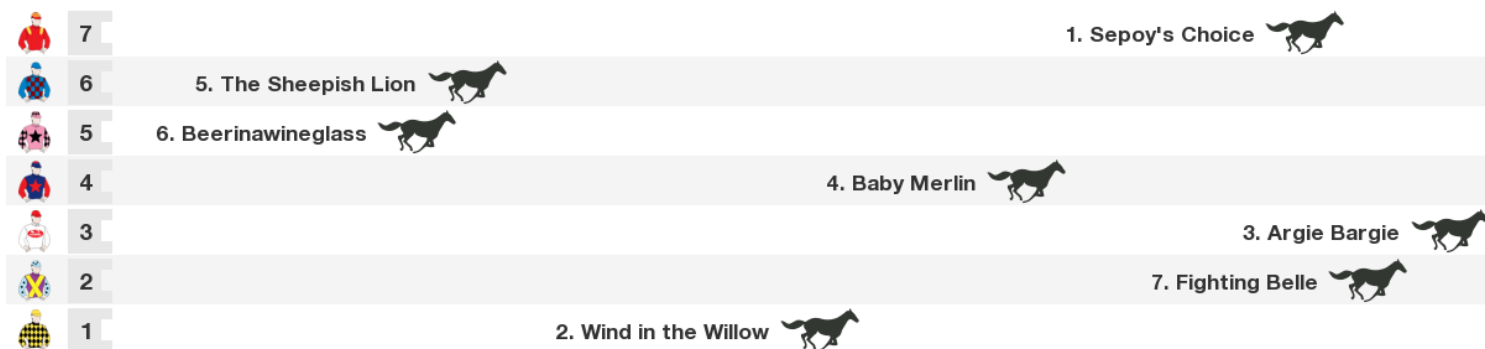 7 1. Sepoy's Choice
6 5. The Sheepish Lion
5 6. Beerinawineglass
4 4. Baby Merlin
3 3. Argie Bargie
2 7. Fighting Belle
1 2. Wind in the Willow